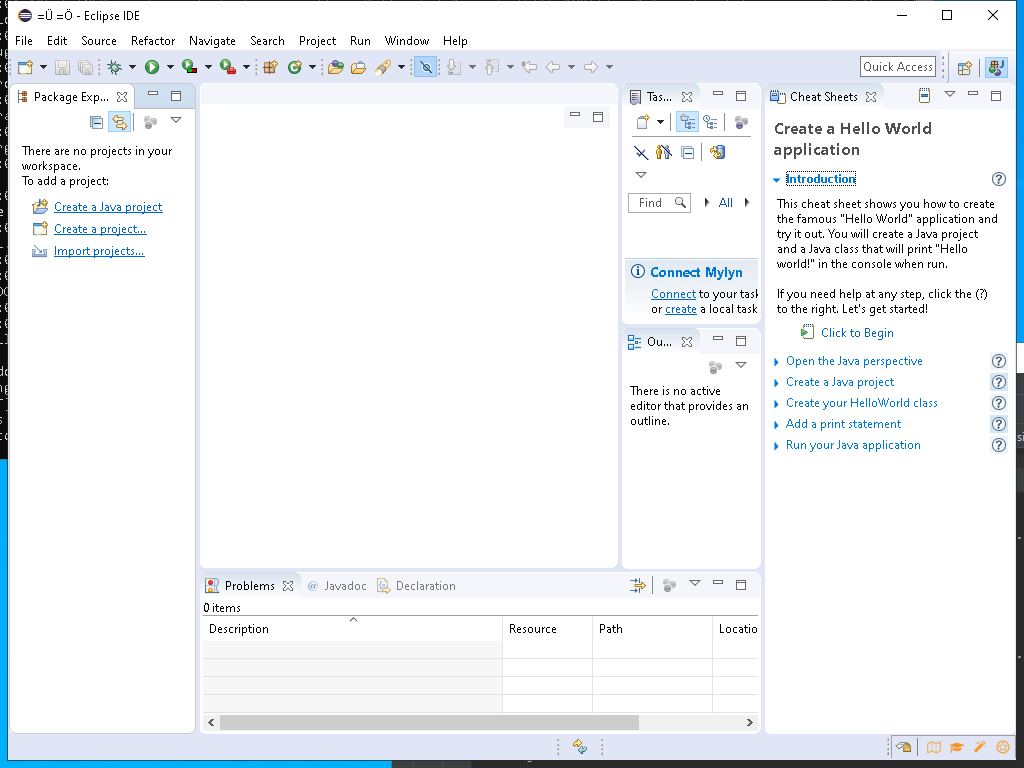 =Ü =Ö - Eclipse IDE
File Edit Source Refactor Navigate Search Project Run Window Help
Quick Access
Package Exp...
There are no projects in your
workspace.
To add a project:
Create a Java project
Create a project...
Import projects...
Tas...
Find
All
Connect Mylyn
Connect to your task
or create a local task
Ou...
There is no active
editor that provides an
outline.
Cheat Sheets
Create a Hello World
application
Introduction
This cheat sheet shows you how to create
the famous "Hello World" application and
try it out. You will create a Java project
and a Java class that will print "Hello
world!" in the console when run.
If you need help at any step, click the (?)
to the right. Let's get started!
Click to Begin
Open the Java perspective
Create a Java project
Create your HelloWorld class
Add a print statement
Run your Java application
Problems @ Javadoc Declaration
0 items
Description Resource Path Locatio